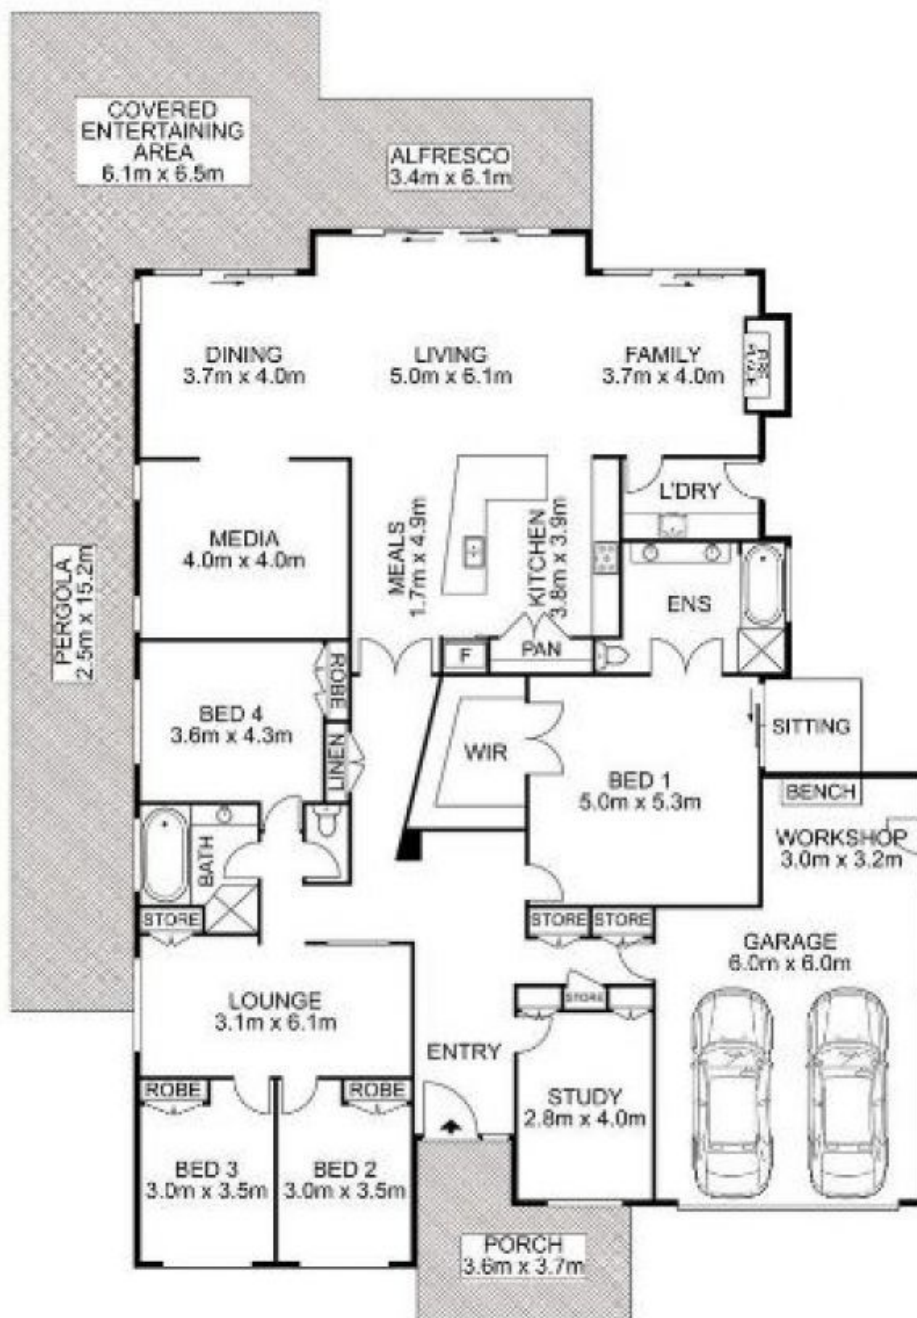 COVERED
ENTERTAINING
AREA
6.1m x 6.5m
ALFRESCO
3.4m x 6.1m
DINING
3.7m x 4.0m
LIVING
5.0m x 6.1m
FAMILY
3.7m x 4.0m
FIRE
PLACE
L'DRY
MEDIA
4.0m x 4.0m
MEALS
1.7m x 4.9m
KITCHEN
3.8m x 3.9m
ENS
PERGOLA
2.5m x 15.2m
F
PAN
BED 4
3.6m x 4.3m
ROBE
LINEN
WIR
BED 1
5.0m x 5.3m
SITTING
BENCH
WORKSHOP
3.0m x 3.2m
BATH
STORE
STORE
STORE
GARAGE
6.0m x 6.0m
STORE
LOUNGE
3.1m x 6.1m
ENTRY
STUDY
2.8m x 4.0m
ROBE
ROBE
BED 3
3.0m x 3.5m
BED 2
3.0m x 3.5m
PORCH
3.6m x 3.7m